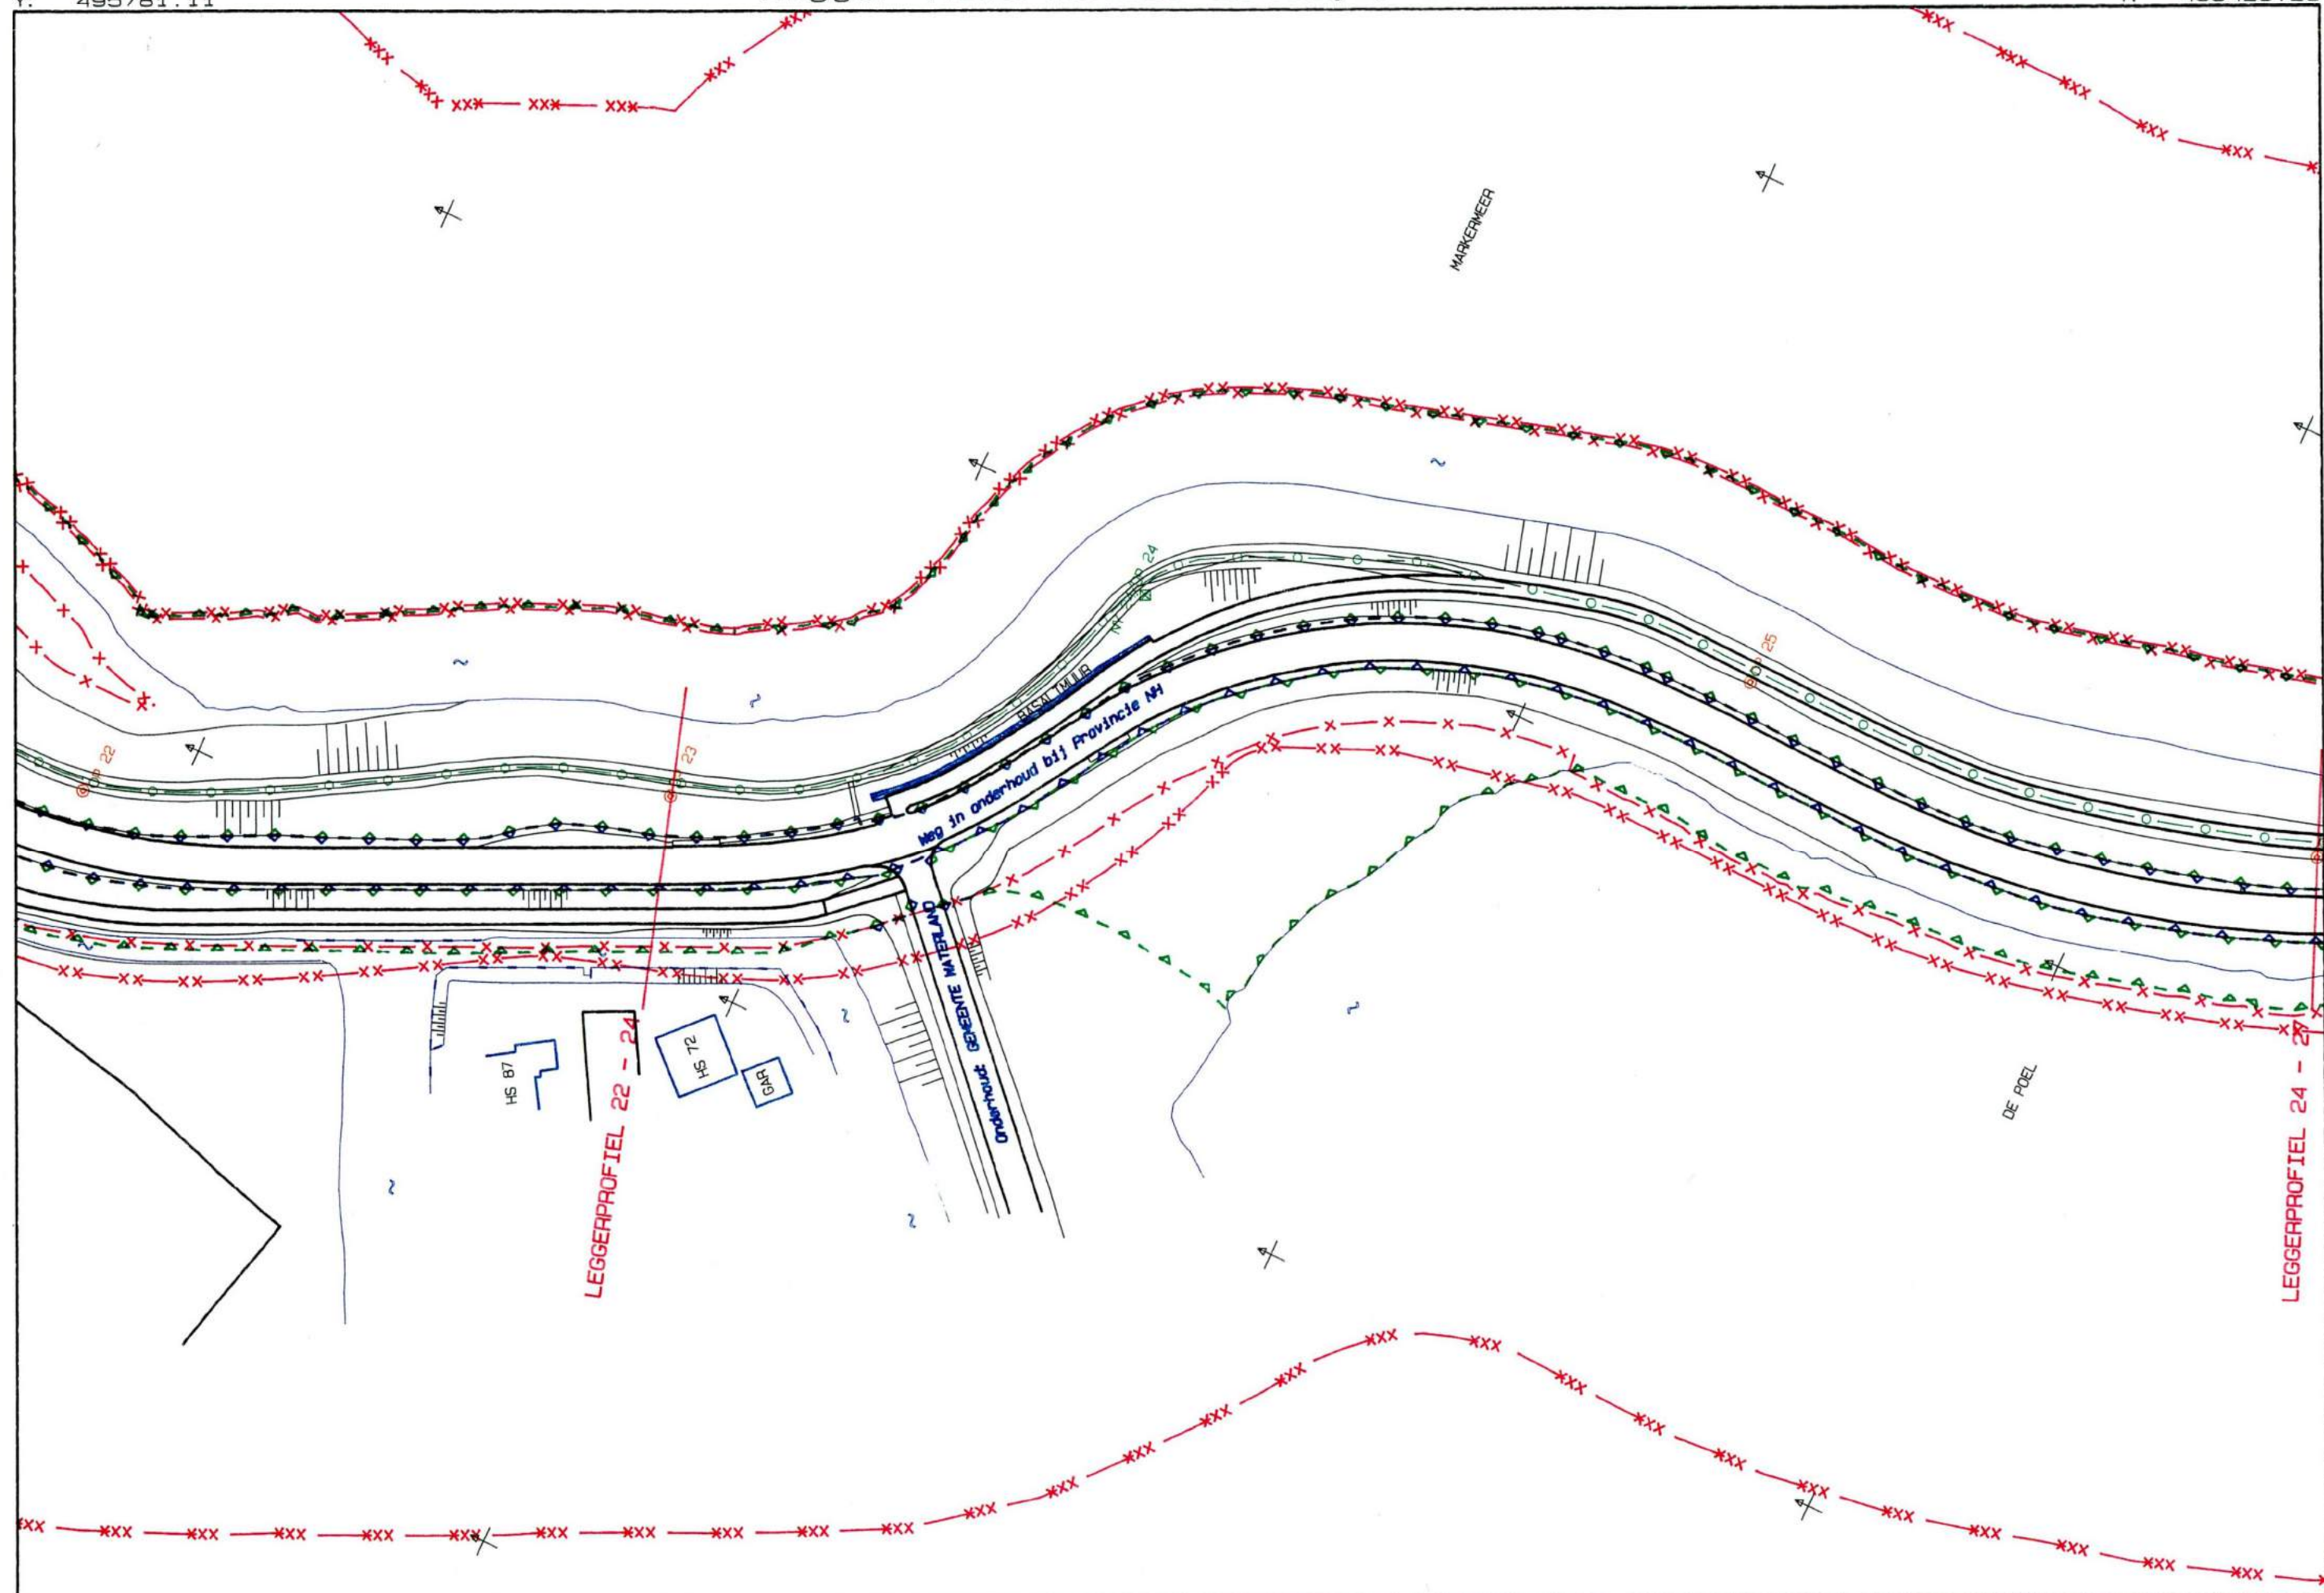 MARKERMEER
24
25
BASALTMUUR
Weg in onderhoud bij Provincie NH
22
23
Onderhoud: GEMEENTE WATERLAND
HS 87
HS 72
GAR
DE POEL
LEGGERPROFIEL 22 - 24
LEGGERPROFIEL 24 - 27